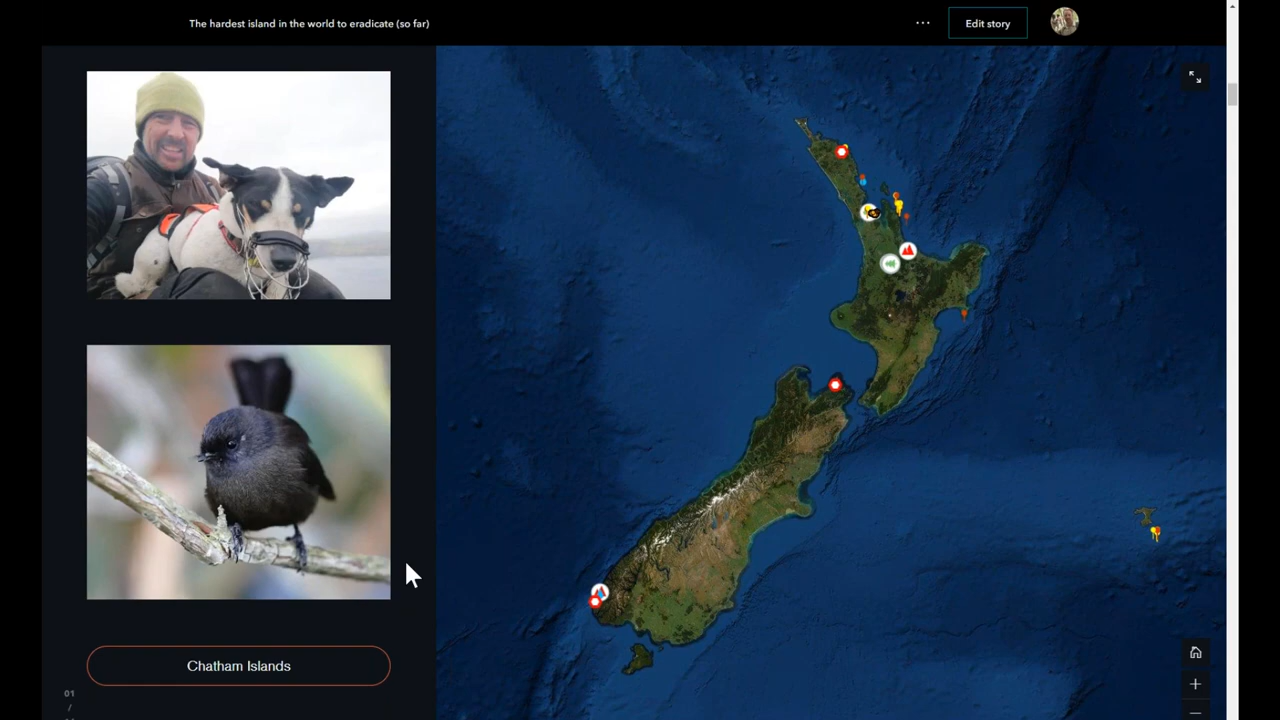 The hardest island in the world to eradicate (so far)
Edit story
Chatham Islands
01
/